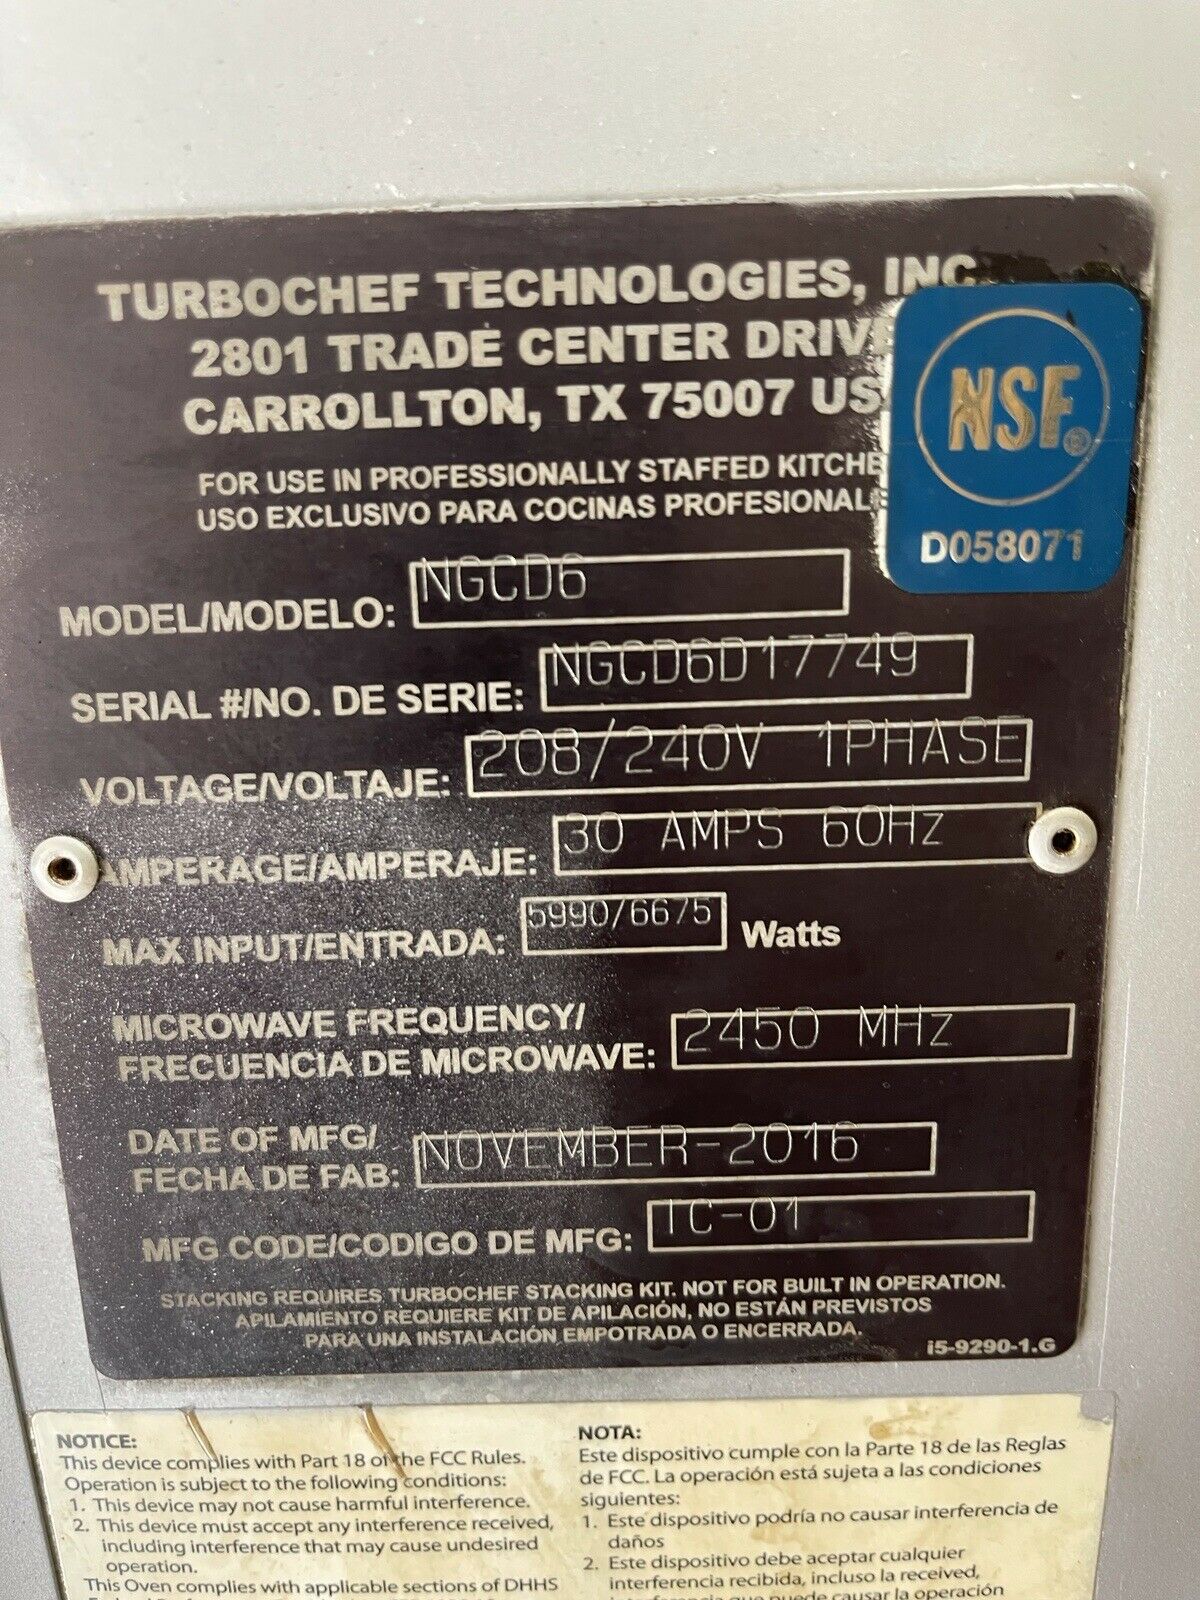 TURBOCHEF TECHNOLOGIES, INC.
2801 TRADE CENTER DRIVE
CARROLLTON, TX 75007 US
NSF®
D058071
FOR USE IN PROFESSIONALLY STAFFED KITCHE
USO EXCLUSIVO PARA COCINAS PROFESIONALE
MODEL/MODELO: NGCD6
SERIAL #/NO. DE SERIE: NGCD6D17749
VOLTAGE/VOLTAJE: 208/240V 1PHASE
AMPERAGE/AMPERAJE: 30 AMPS 60Hz
MAX INPUT/ENTRADA: 5990/6675 Watts
MICROWAVE FREQUENCY/
FRECUENCIA DE MICROWAVE: 2450 MHz
DATE OF MFG/
FECHA DE FAB: NOVEMBER-2016
MFG CODE/CODIGO DE MFG: TC-01
STACKING REQUIRES TURBOCHEF STACKING KIT. NOT FOR BUILT IN OPERATION.
APILAMIENTO REQUIERE KIT DE APILACIÓN, NO ESTÁN PREVISTOS
PARA UNA INSTALACIÓN EMPOTRADA O ENCERRADA.
i5-9290-1.G
NOTICE:
This device complies with Part 18 of the FCC Rules.
Operation is subject to the following conditions:
1. This device may not cause harmful interference.
2. This device must accept any interference received,
including interference that may cause undesired
operation.
This Oven complies with applicable sections of DHHS
NOTA:
Este dispositivo cumple con la Parte 18 de las Reglas
de FCC. La operación está sujeta a las condiciones
siguientes:
1. Este dispositivo podría no causar interferencia de
daños
2. Este dispositivo debe aceptar cualquier
interferencia recibida, incluso la received,
interferencia que puede causar la operación